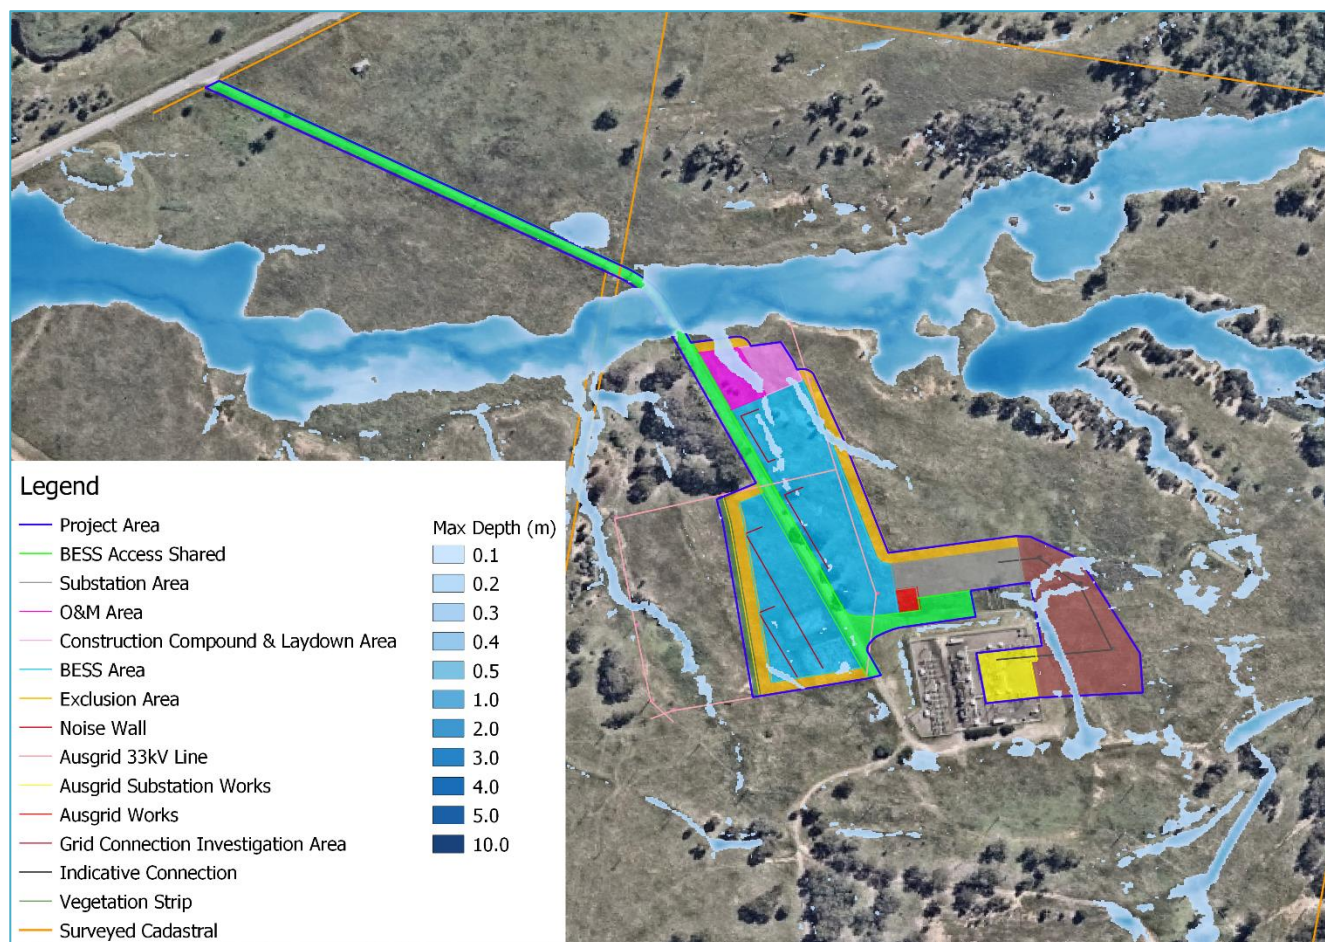 Legend
Project Area
BESS Access Shared
Substation Area
O&M Area
Construction Compound & Laydown Area
BESS Area
Exclusion Area
Noise Wall
Ausgrid 33kV Line
Ausgrid Substation Works
Ausgrid Works
Grid Connection Investigation Area
Indicative Connection
Vegetation Strip
Surveyed Cadastral
Max Depth (m)
0.1
0.2
0.3
0.4
0.5
1.0
2.0
3.0
4.0
5.0
10.0